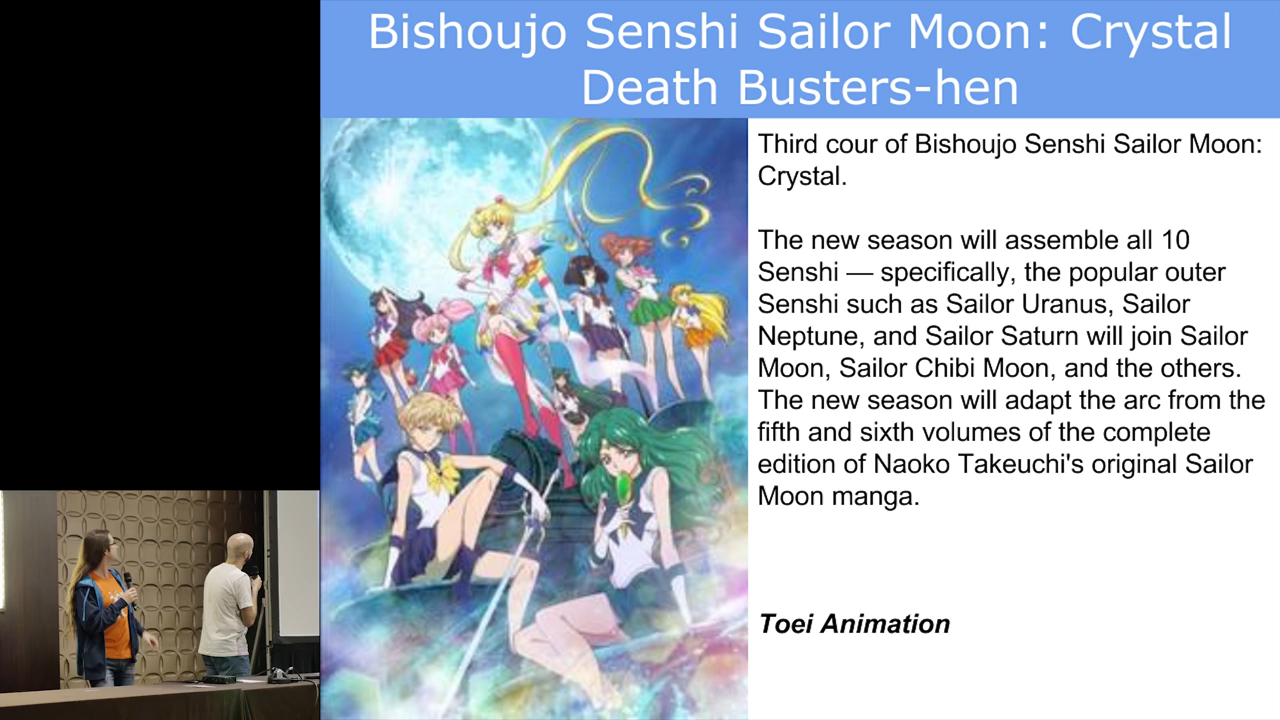 Bishoujo Senshi Sailor Moon: Crystal
Death Busters-hen
Third cour of Bishoujo Senshi Sailor Moon:
Crystal.
The new season will assemble all 10
Senshi — specifically, the popular outer
Senshi such as Sailor Uranus, Sailor
Neptune, and Sailor Saturn will join Sailor
Moon, Sailor Chibi Moon, and the others.
The new season will adapt the arc from the
fifth and sixth volumes of the complete
edition of Naoko Takeuchi's original Sailor
Moon manga.
Toei Animation